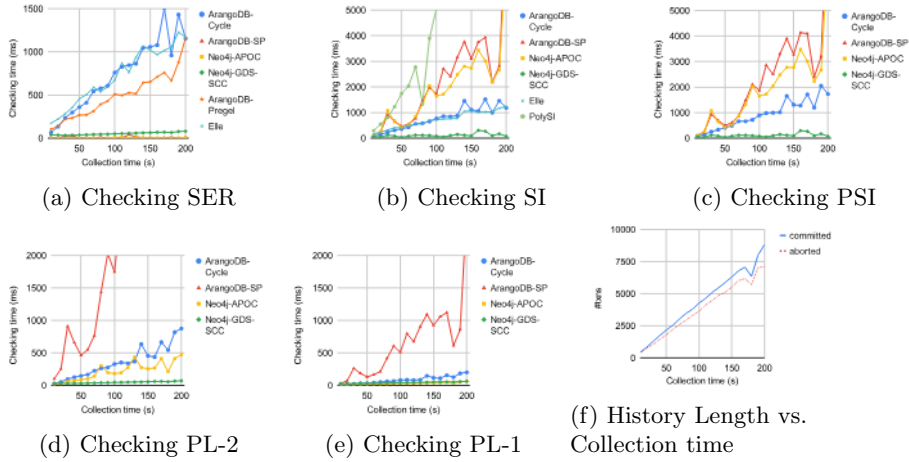 1500
1000
500
0
Checking time (ms)
50 100 150 200
Collection time (s)
ArangoDB-
Cycle
ArangoDB-SP
Neo4j-APOC
Neo4j-GDS-
SCC
ArangoDB-
Pregel
Elle
(a) Checking SER
5000
4000
3000
2000
1000
0
Checking time (ms)
50 100 150 200
Collection time (s)
ArangoDB-
Cycle
ArangoDB-SP
Neo4j-APOC
Neo4j-GDS-
SCC
Elle
PolySI
(b) Checking SI
5000
4000
3000
2000
1000
0
Checking time (ms)
50 100 150 200
Collection time (s)
ArangoDB-
Cycle
ArangoDB-SP
Neo4j-APOC
Neo4j-GDS-
SCC
(c) Checking PSI
2000
1500
1000
500
0
Checking time (ms)
50 100 150 200
Collection time (s)
ArangoDB-
Cycle
ArangoDB-SP
Neo4j-APOC
Neo4j-GDS-
SCC
(d) Checking PL-2
2000
1500
1000
500
0
Checking time (ms)
50 100 150 200
Collection time (s)
ArangoDB-
Cycle
ArangoDB-SP
Neo4j-APOC
Neo4j-GDS-
SCC
(e) Checking PL-1
10000
7500
5000
2500
0
#txns
50 100 150 200
Collection time (s)
committed
aborted
(f) History Length vs.
Collection time